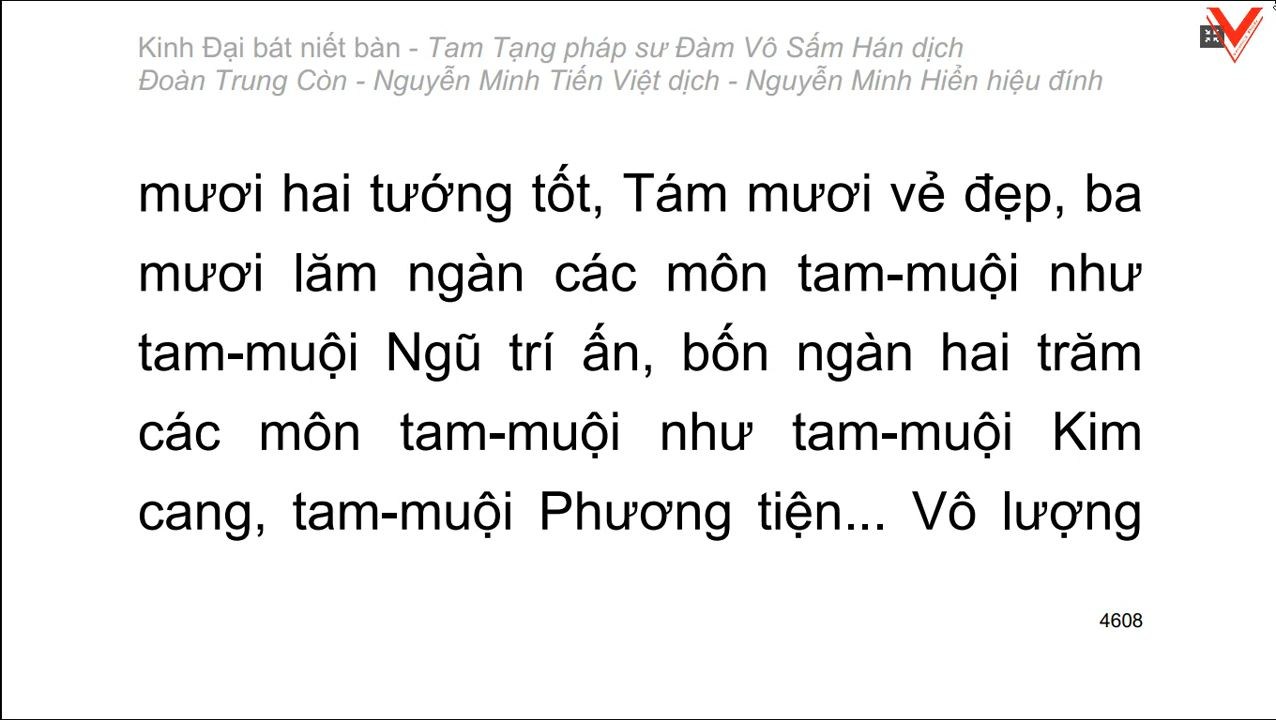 Kinh Đại bát niết bàn - Tam Tạng pháp sư Đàm Vô Sấm Hán dịch
Đoàn Trung Còn - Nguyễn Minh Tiến Việt dịch - Nguyễn Minh Hiển hiệu đính
mươi hai tướng tốt, Tám mươi vẻ đẹp, ba
mươi lăm ngàn các môn tam-muội như
tam-muội Ngũ trí ấn, bốn ngàn hai trăm
các môn tam-muội như tam-muội Kim
cang, tam-muội Phương tiện... Vô lượng
4608